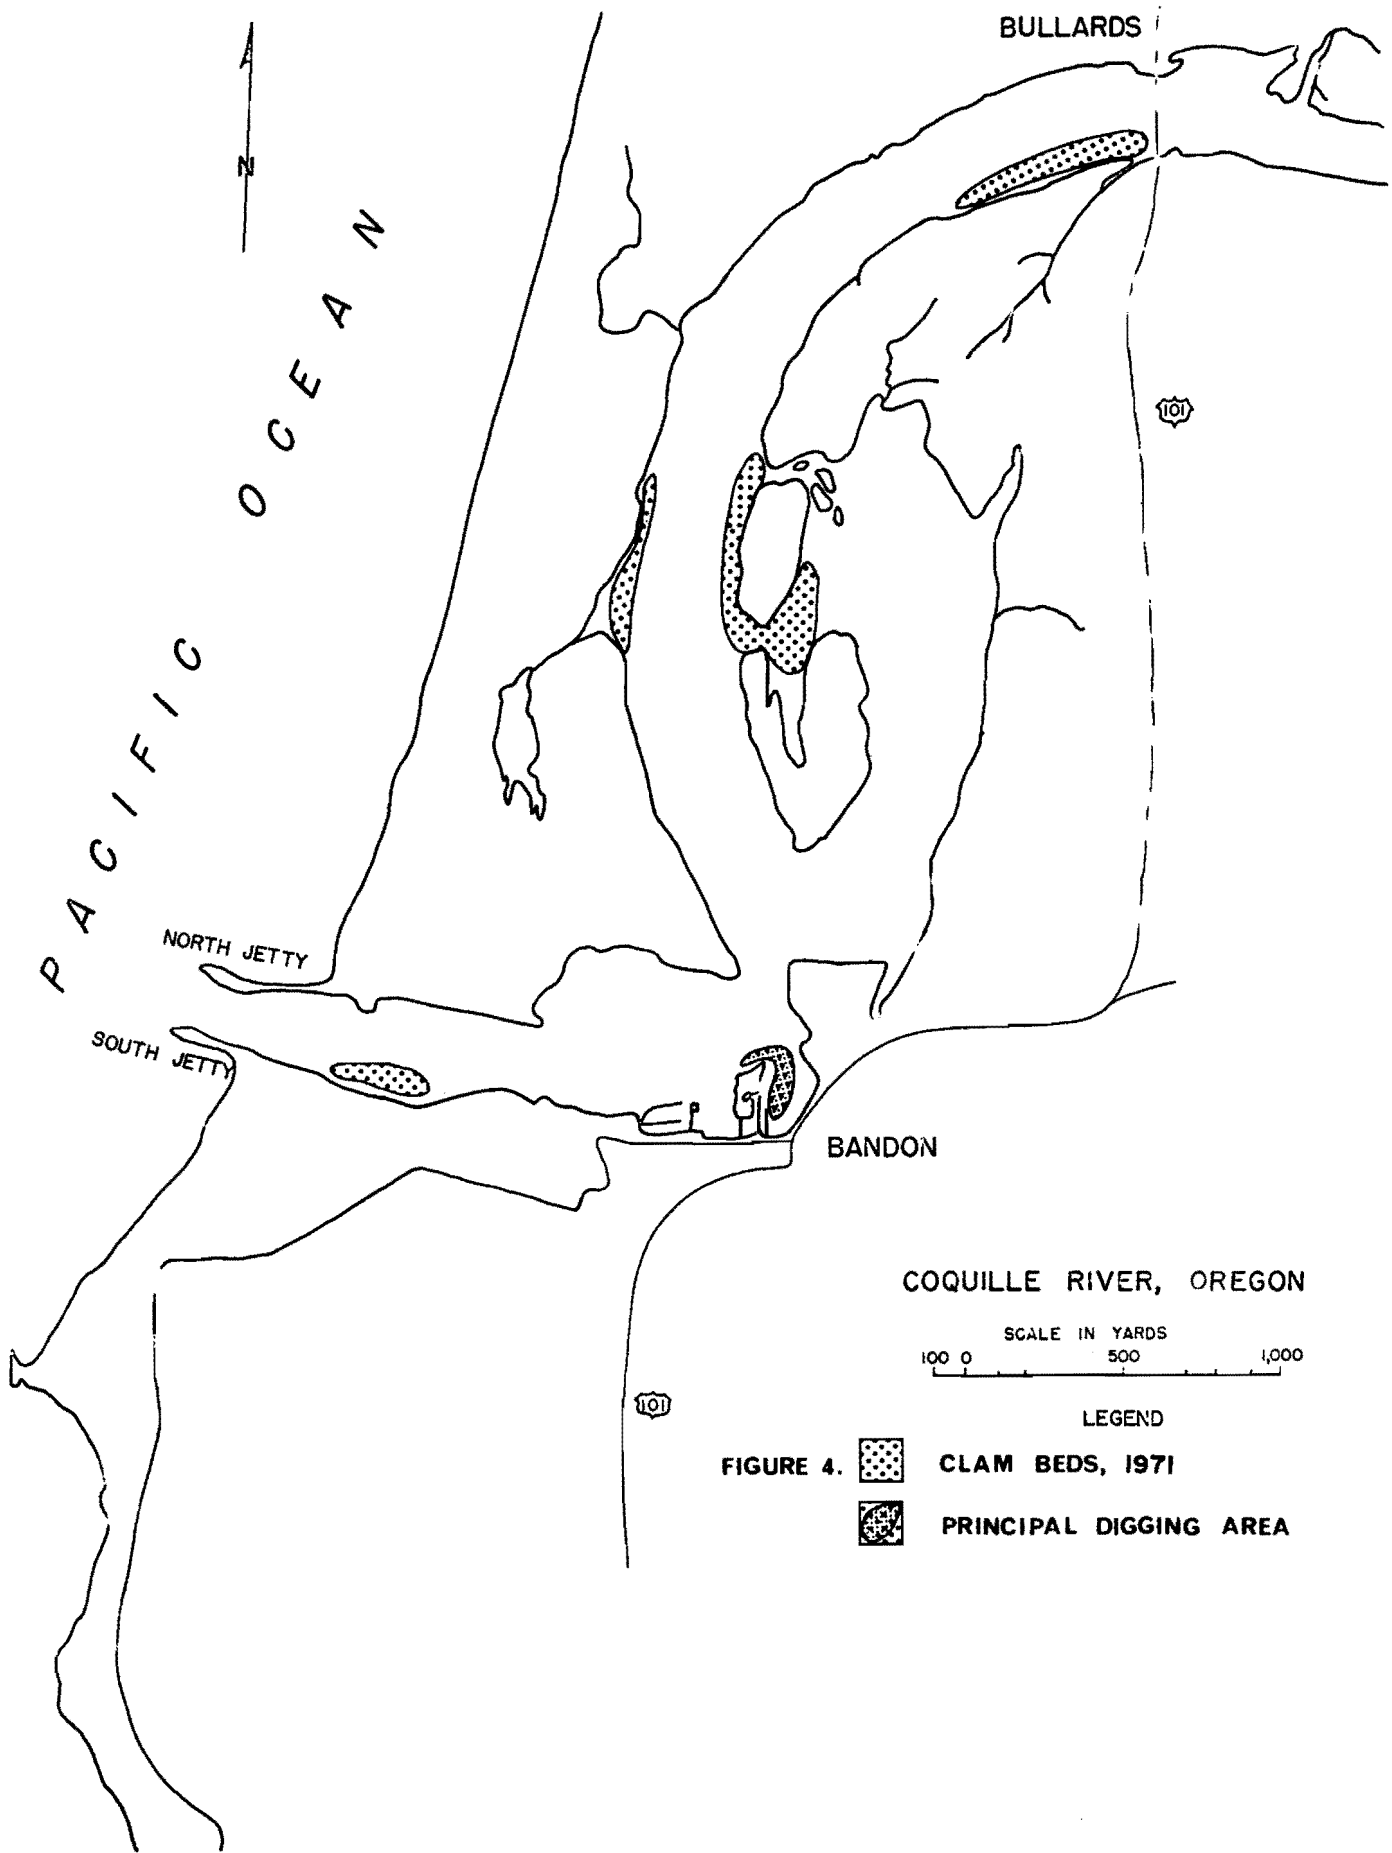 BULLARDS
N
PACIFIC OCEAN
101
NORTH JETTY
SOUTH JETTY
BANDON
COQUILLE RIVER, OREGON
SCALE IN YARDS
100 0 500 1,000
LEGEND
101
FIGURE 4. CLAM BEDS, 1971
PRINCIPAL DIGGING AREA